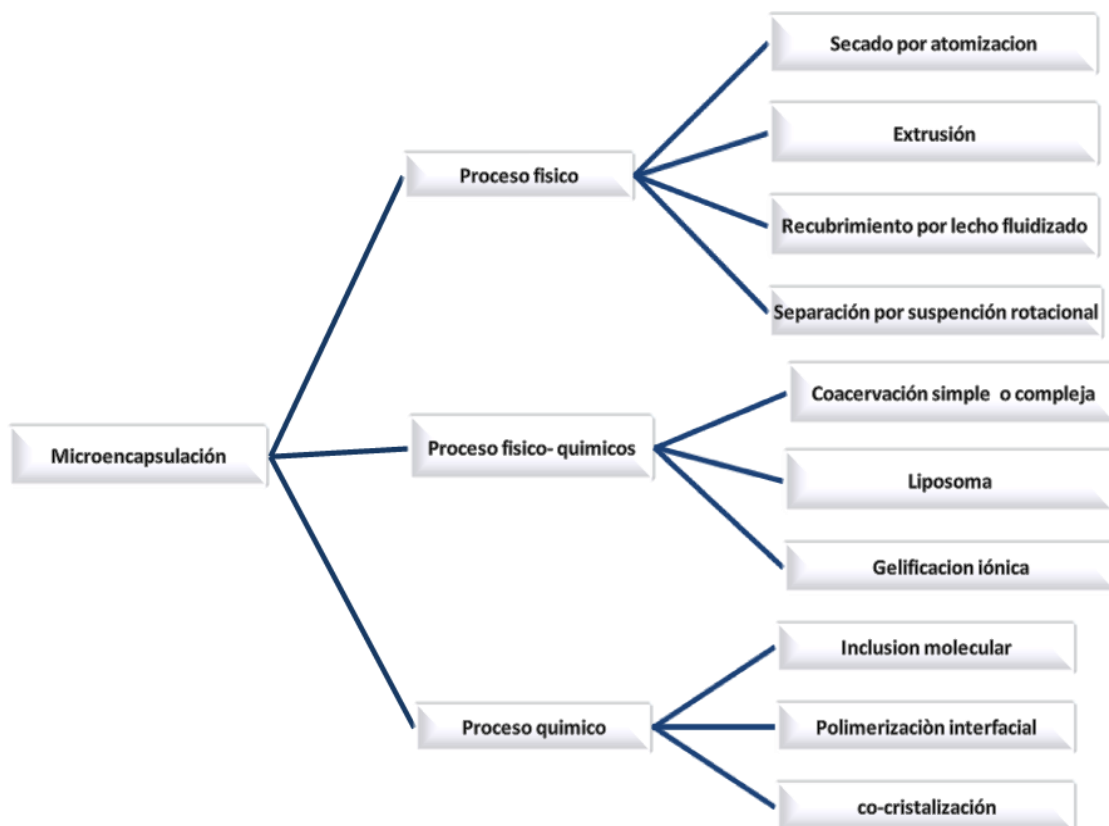 Microencapsulación
Proceso fisico
Secado por atomizacion
Extrusión
Recubrimiento por lecho fluidizado
Separación por suspención rotacional
Proceso fisico- quimicos
Coacervación simple o compleja
Liposoma
Gelificacion iónica
Proceso quimico
Inclusion molecular
Polimerizaciòn interfacial
co-cristalización